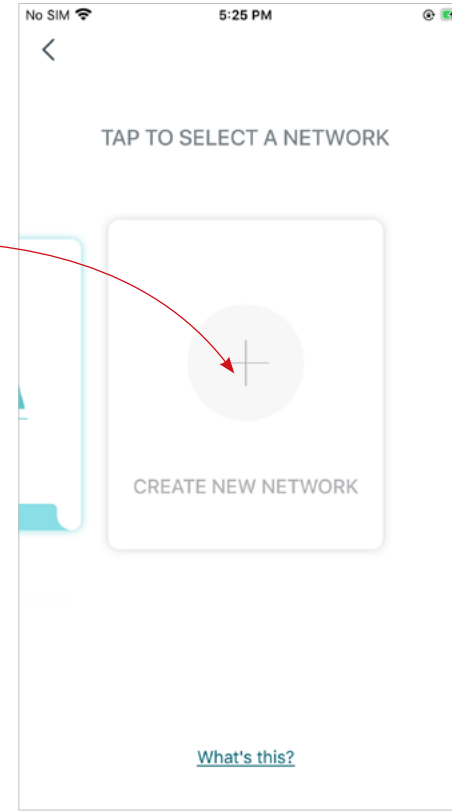 No SIM 5:25 PM
TAP TO SELECT A NETWORK
CREATE NEW NETWORK
What's this?